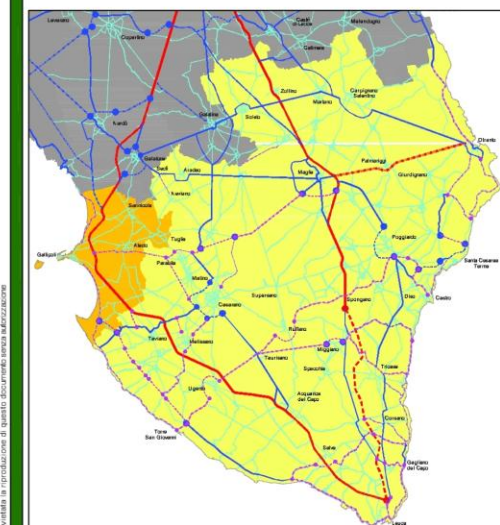 Leverano
Copertino
Martignano
Galatina
Zollino
Carpignano
Salentino
Martano
Soleto
Nardò
Galatone
Seclì
Aradeo
Neviano
Maglie
Palmariggi
Giurdignano
Otranto
Sannicola
Alezio
Tuglie
Parabita
Gallipoli
Poggiardo
Santa Cesarea
Terme
Matino
Casarano
Supersano
Spongano
Diso
Castro
Taviano
Melissano
Ruffano
Miggiano
Taurisano
Specchia
Tricase
Ugento
Acquarica
del Capo
Torre
San Giovanni
Corsano
Salve
Gagliano
del Capo
Leuca
vietata la riproduzione di questo documento senza autorizzazione